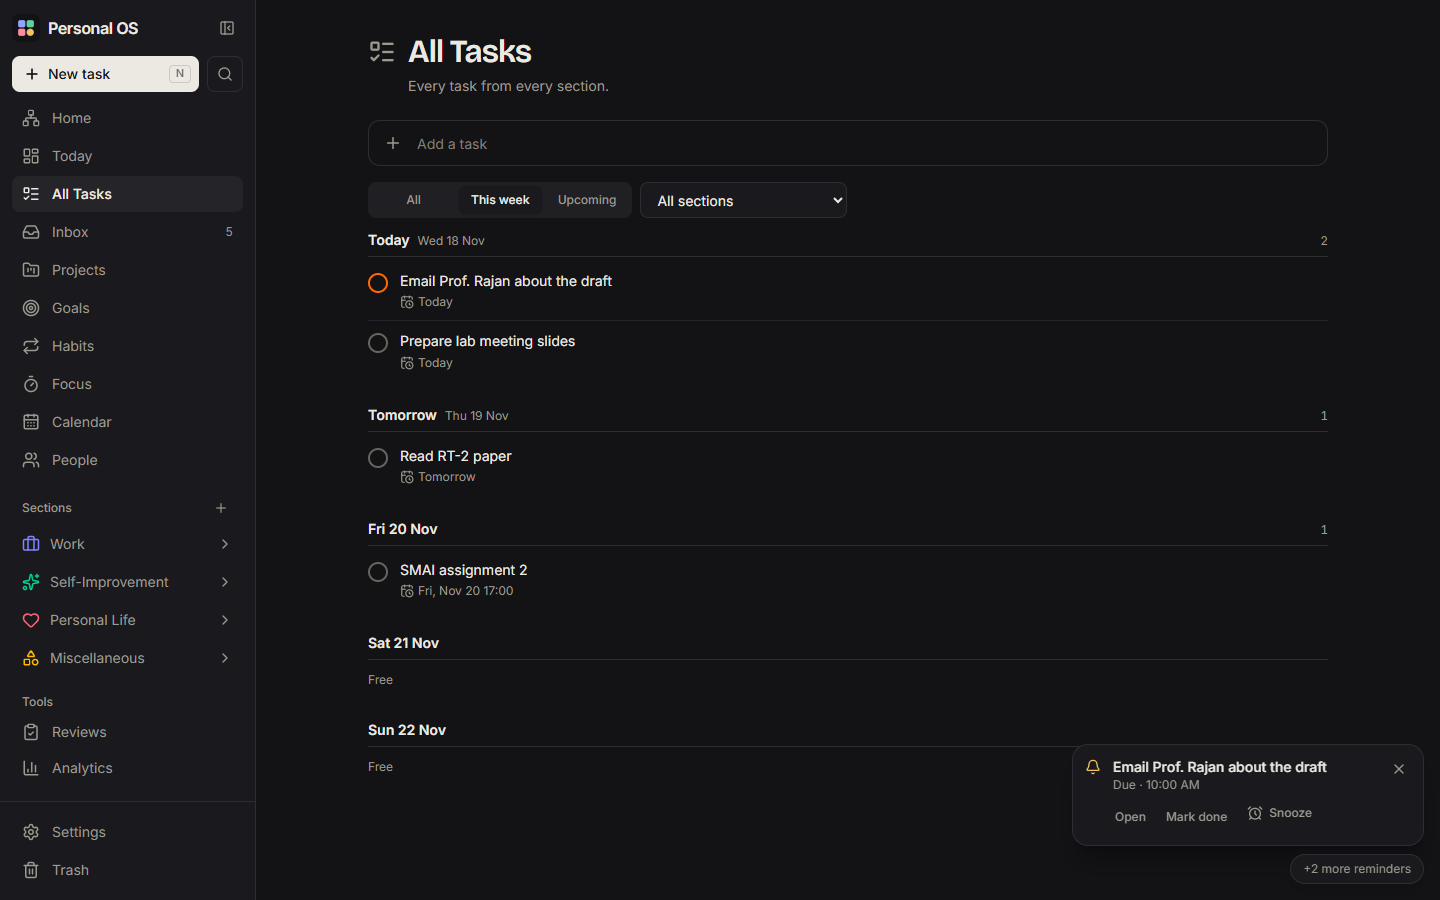 Personal OS
New task N
Home
Today
All Tasks
Inbox 5
Projects
Goals
Habits
Focus
Calendar
People
Sections
Work
Self-Improvement
Personal Life
Miscellaneous
Tools
Reviews
Analytics
Settings
Trash
All Tasks
Every task from every section.
Add a task
All This week Upcoming All sections
Today Wed 18 Nov 2
Email Prof. Rajan about the draft
Today
Prepare lab meeting slides
Today
Tomorrow Thu 19 Nov 1
Read RT-2 paper
Tomorrow
Fri 20 Nov 1
SMAI assignment 2
Fri, Nov 20 17:00
Sat 21 Nov
Free
Sun 22 Nov
Free
Email Prof. Rajan about the draft
Due · 10:00 AM
Open Mark done Snooze
+2 more reminders